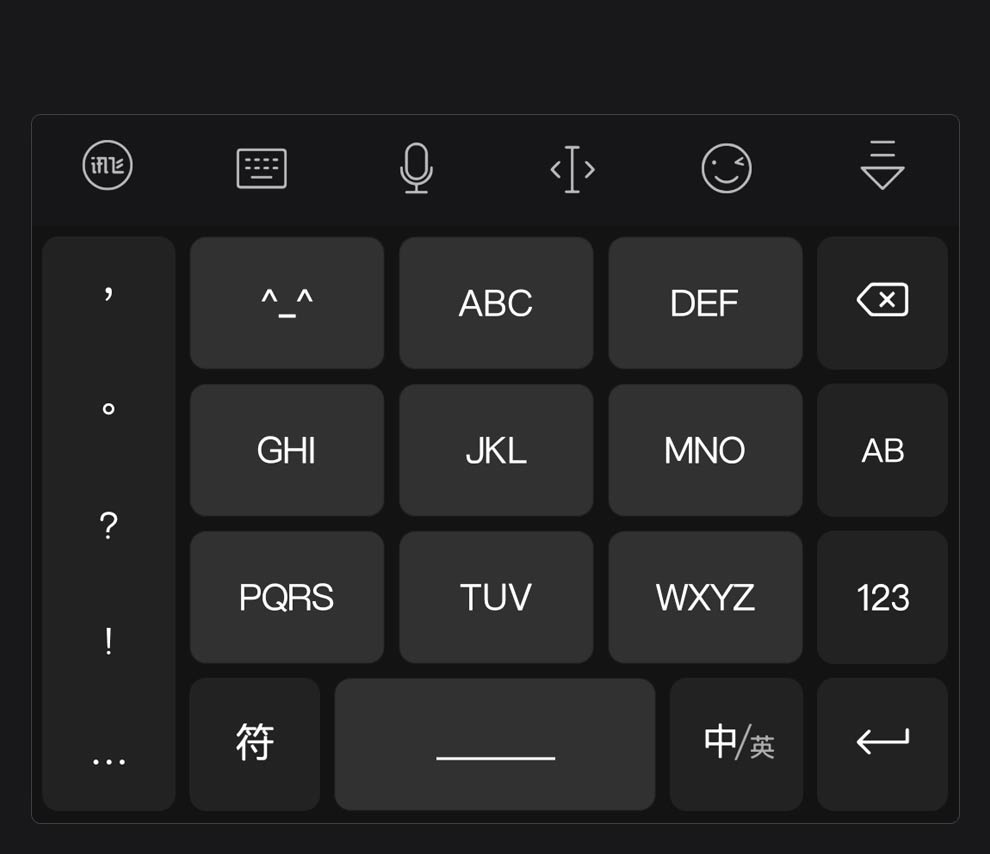 讯飞
,
^_^ ABC DEF
。
GHI JKL MNO AB
?
PQRS TUV WXYZ 123
!
符 中/英
...